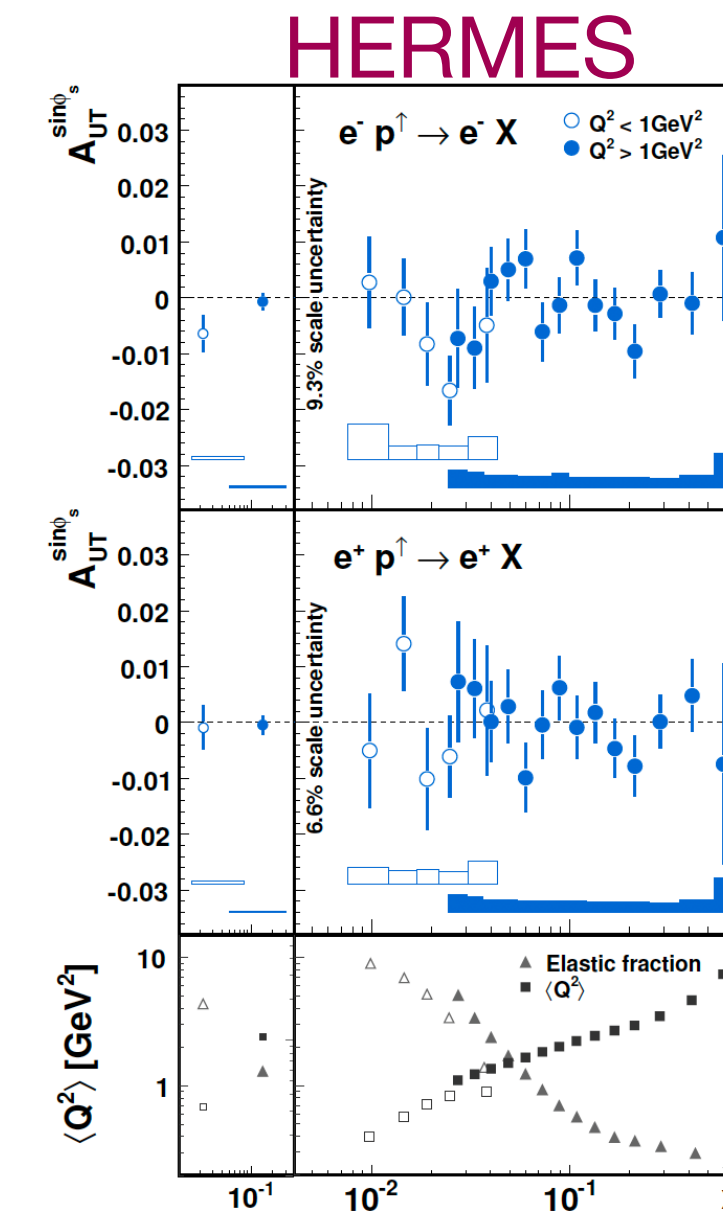 HERMES
A_UT^sinϕ_s
0.03
0.02
0.01
0
-0.01
-0.02
-0.03
9.3% scale uncertainty
e⁻ p^↑ → e⁻ X
Q² < 1GeV²
Q² > 1GeV²
A_UT^sinϕ_s
0.03
0.02
0.01
0
-0.01
-0.02
-0.03
6.6% scale uncertainty
e⁺ p^↑ → e⁺ X
⟨Q²⟩ [GeV²]
10
1
Elastic fraction
⟨Q²⟩
10⁻¹ 10⁻² 10⁻¹